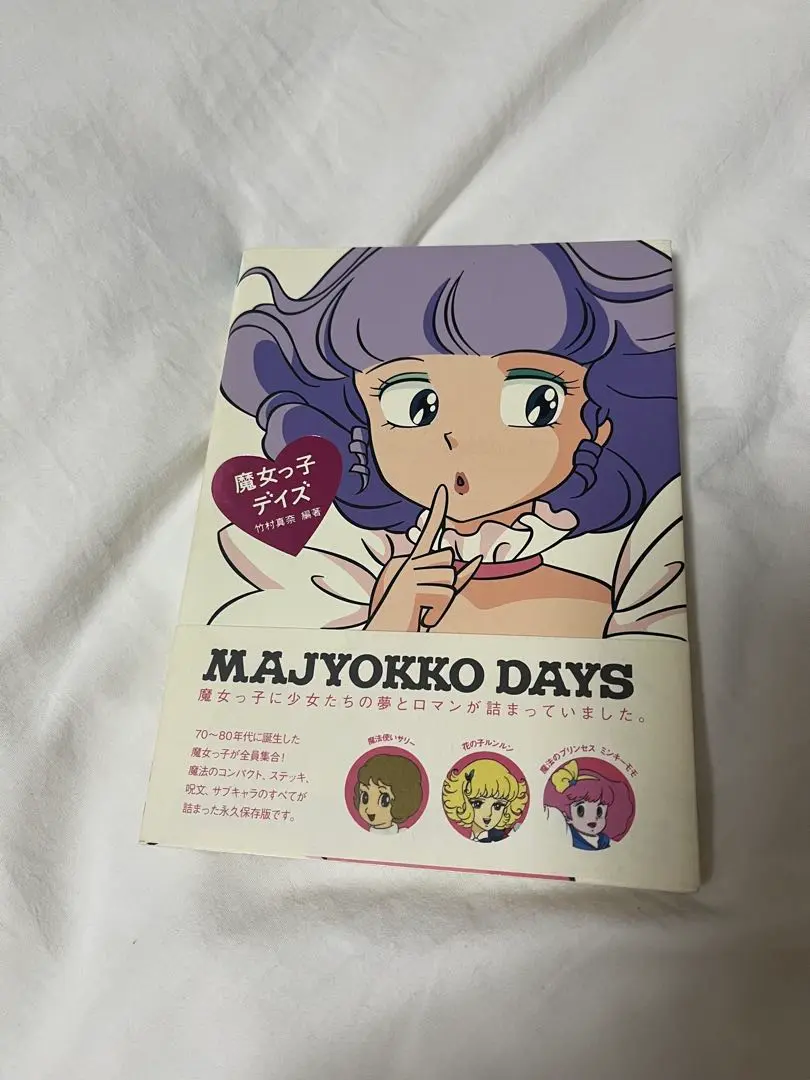 魔女っ子
デイズ
竹村真奈 編著
MAJYOKKO DAYS
魔女っ子に少女たちの夢とロマンが詰まっていました。
70〜80年代に誕生した
魔女っ子が全員集合!
魔法のコンパクト、ステッキ、
呪文、サブキャラのすべてが
詰まった永久保存版です。
魔法使いサリー
花の子ルンルン
魔法のプリンセス ミンキーモモ